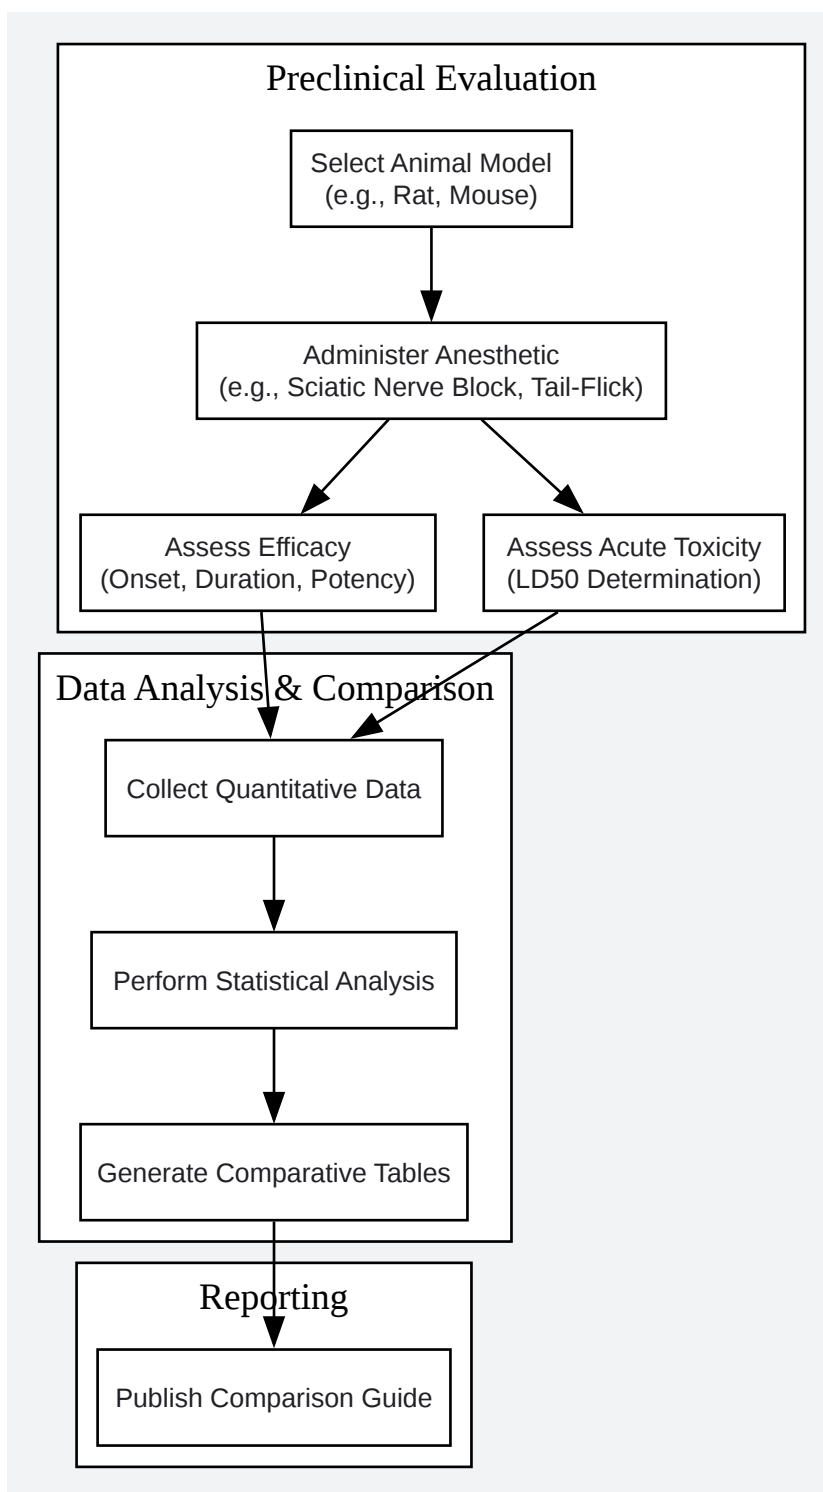 Preclinical Evaluation
Select Animal Model
(e.g., Rat, Mouse)
Administer Anesthetic
(e.g., Sciatic Nerve Block, Tail-Flick)
Assess Efficacy
(Onset, Duration, Potency)
Assess Acute Toxicity
(LD50 Determination)
Data Analysis & Comparison
Collect Quantitative Data
Perform Statistical Analysis
Generate Comparative Tables
Reporting
Publish Comparison Guide